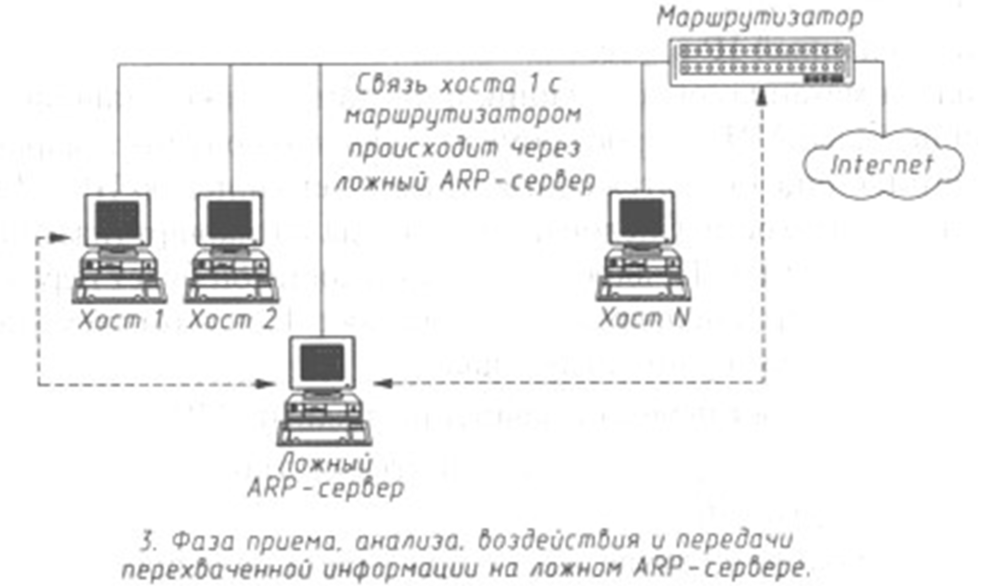 Маршрутизатор
Связь хоста 1 с
маршрутизатором
происходит через
ложный ARP-сервер
Internet
Хост 1
Хост 2
Хост N
Ложный
ARP-сервер
3. Фаза приема, анализа, воздействия и передачи
перехваченной информации на ложном ARP-сервере.